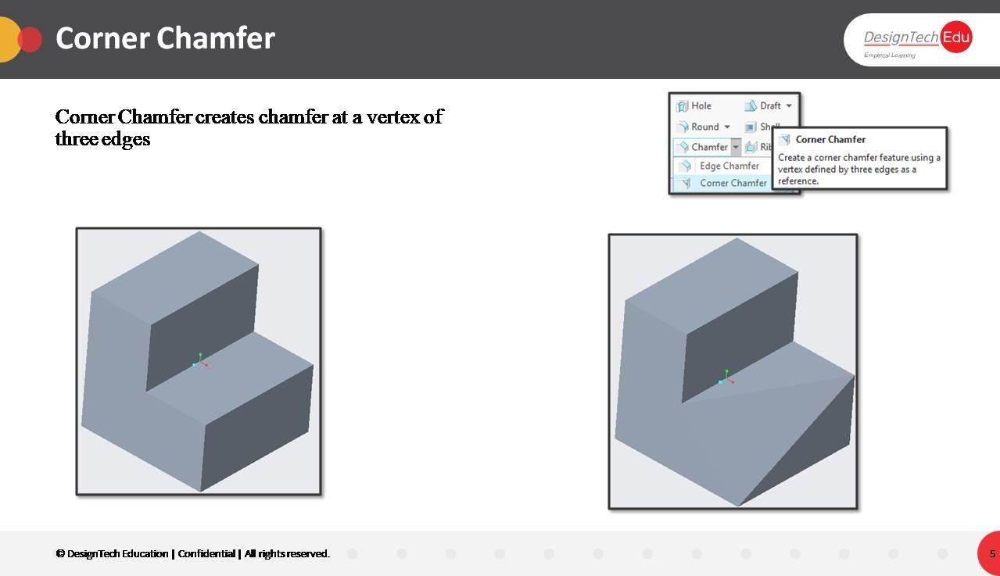 Corner Chamfer
DesignTech Edu
Empirical Learning
Corner Chamfer creates chamfer at a vertex of
three edges
Hole Draft
Round Shell
Chamfer Rib
Edge Chamfer
Corner Chamfer
Corner Chamfer
Create a corner chamfer feature using a
vertex defined by three edges as a
reference.
© DesignTech Education | Confidential | All rights reserved.
5